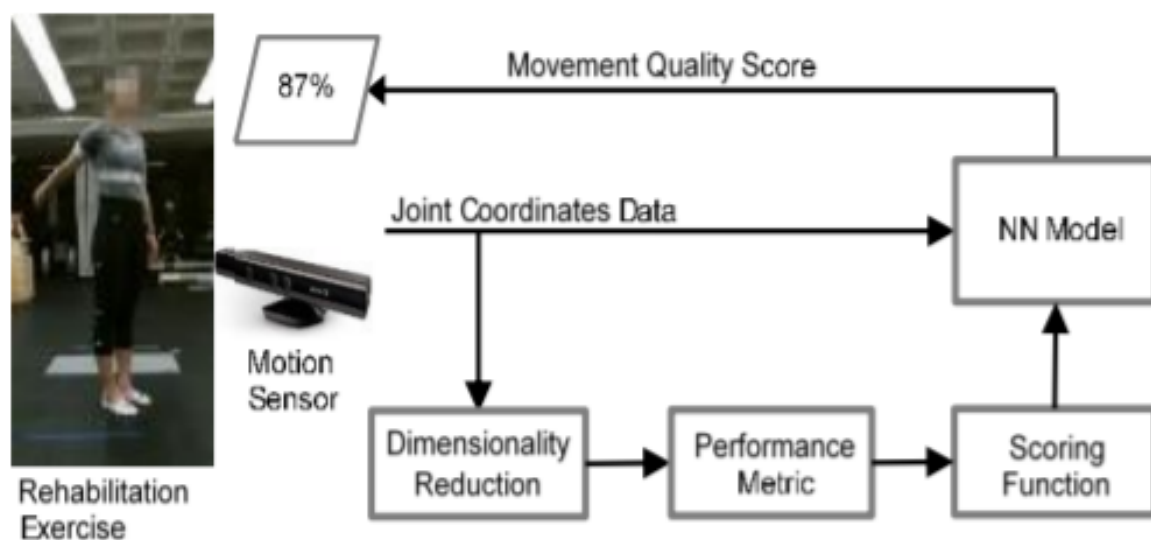 Movement Quality Score
87%
Joint Coordinates Data
NN Model
Motion
Sensor
Dimensionality
Reduction
Performance
Metric
Scoring
Function
Rehabilitation
Exercise